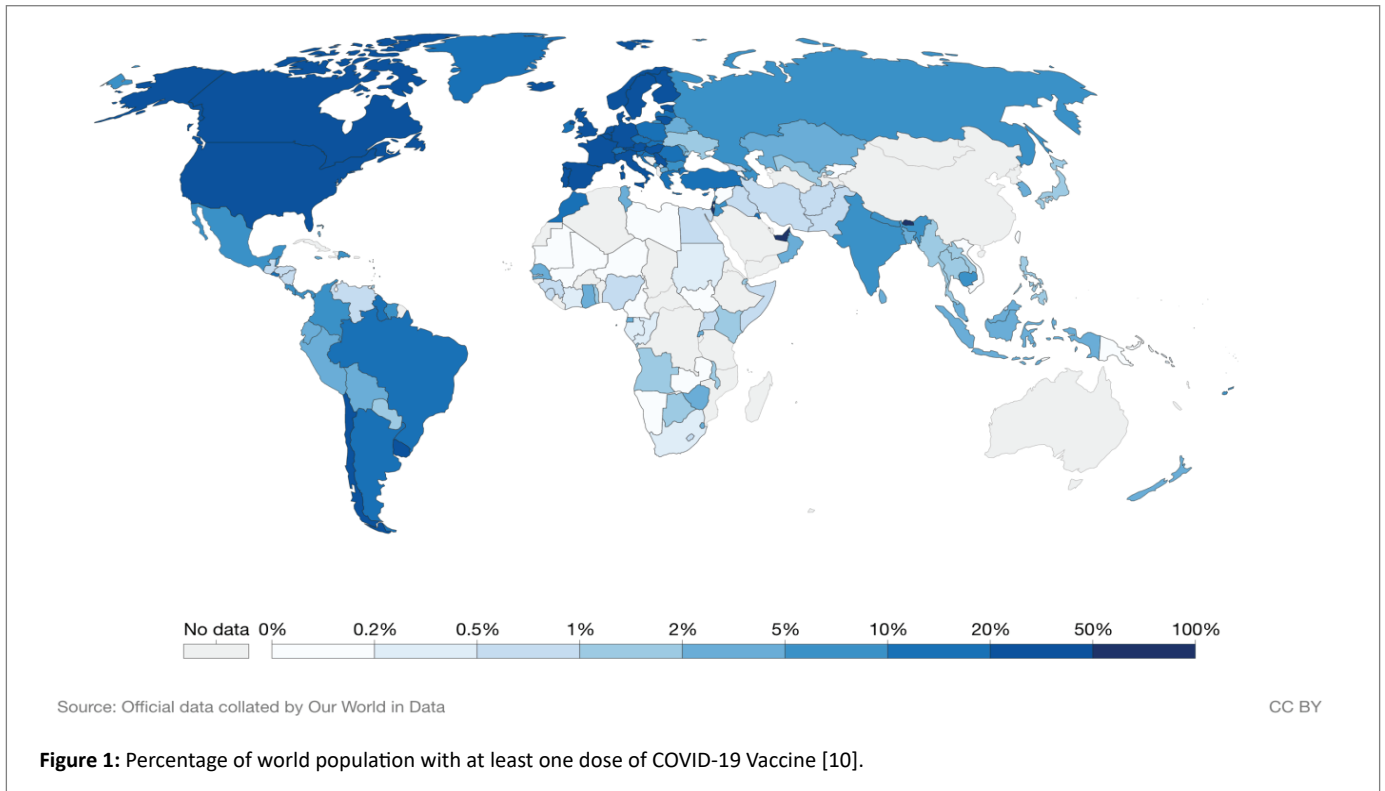 No data 0% 0.2% 0.5% 1% 2% 5% 10% 20% 50% 100%
Source: Official data collated by Our World in Data CC BY
Figure 1: Percentage of world population with at least one dose of COVID-19 Vaccine [10].